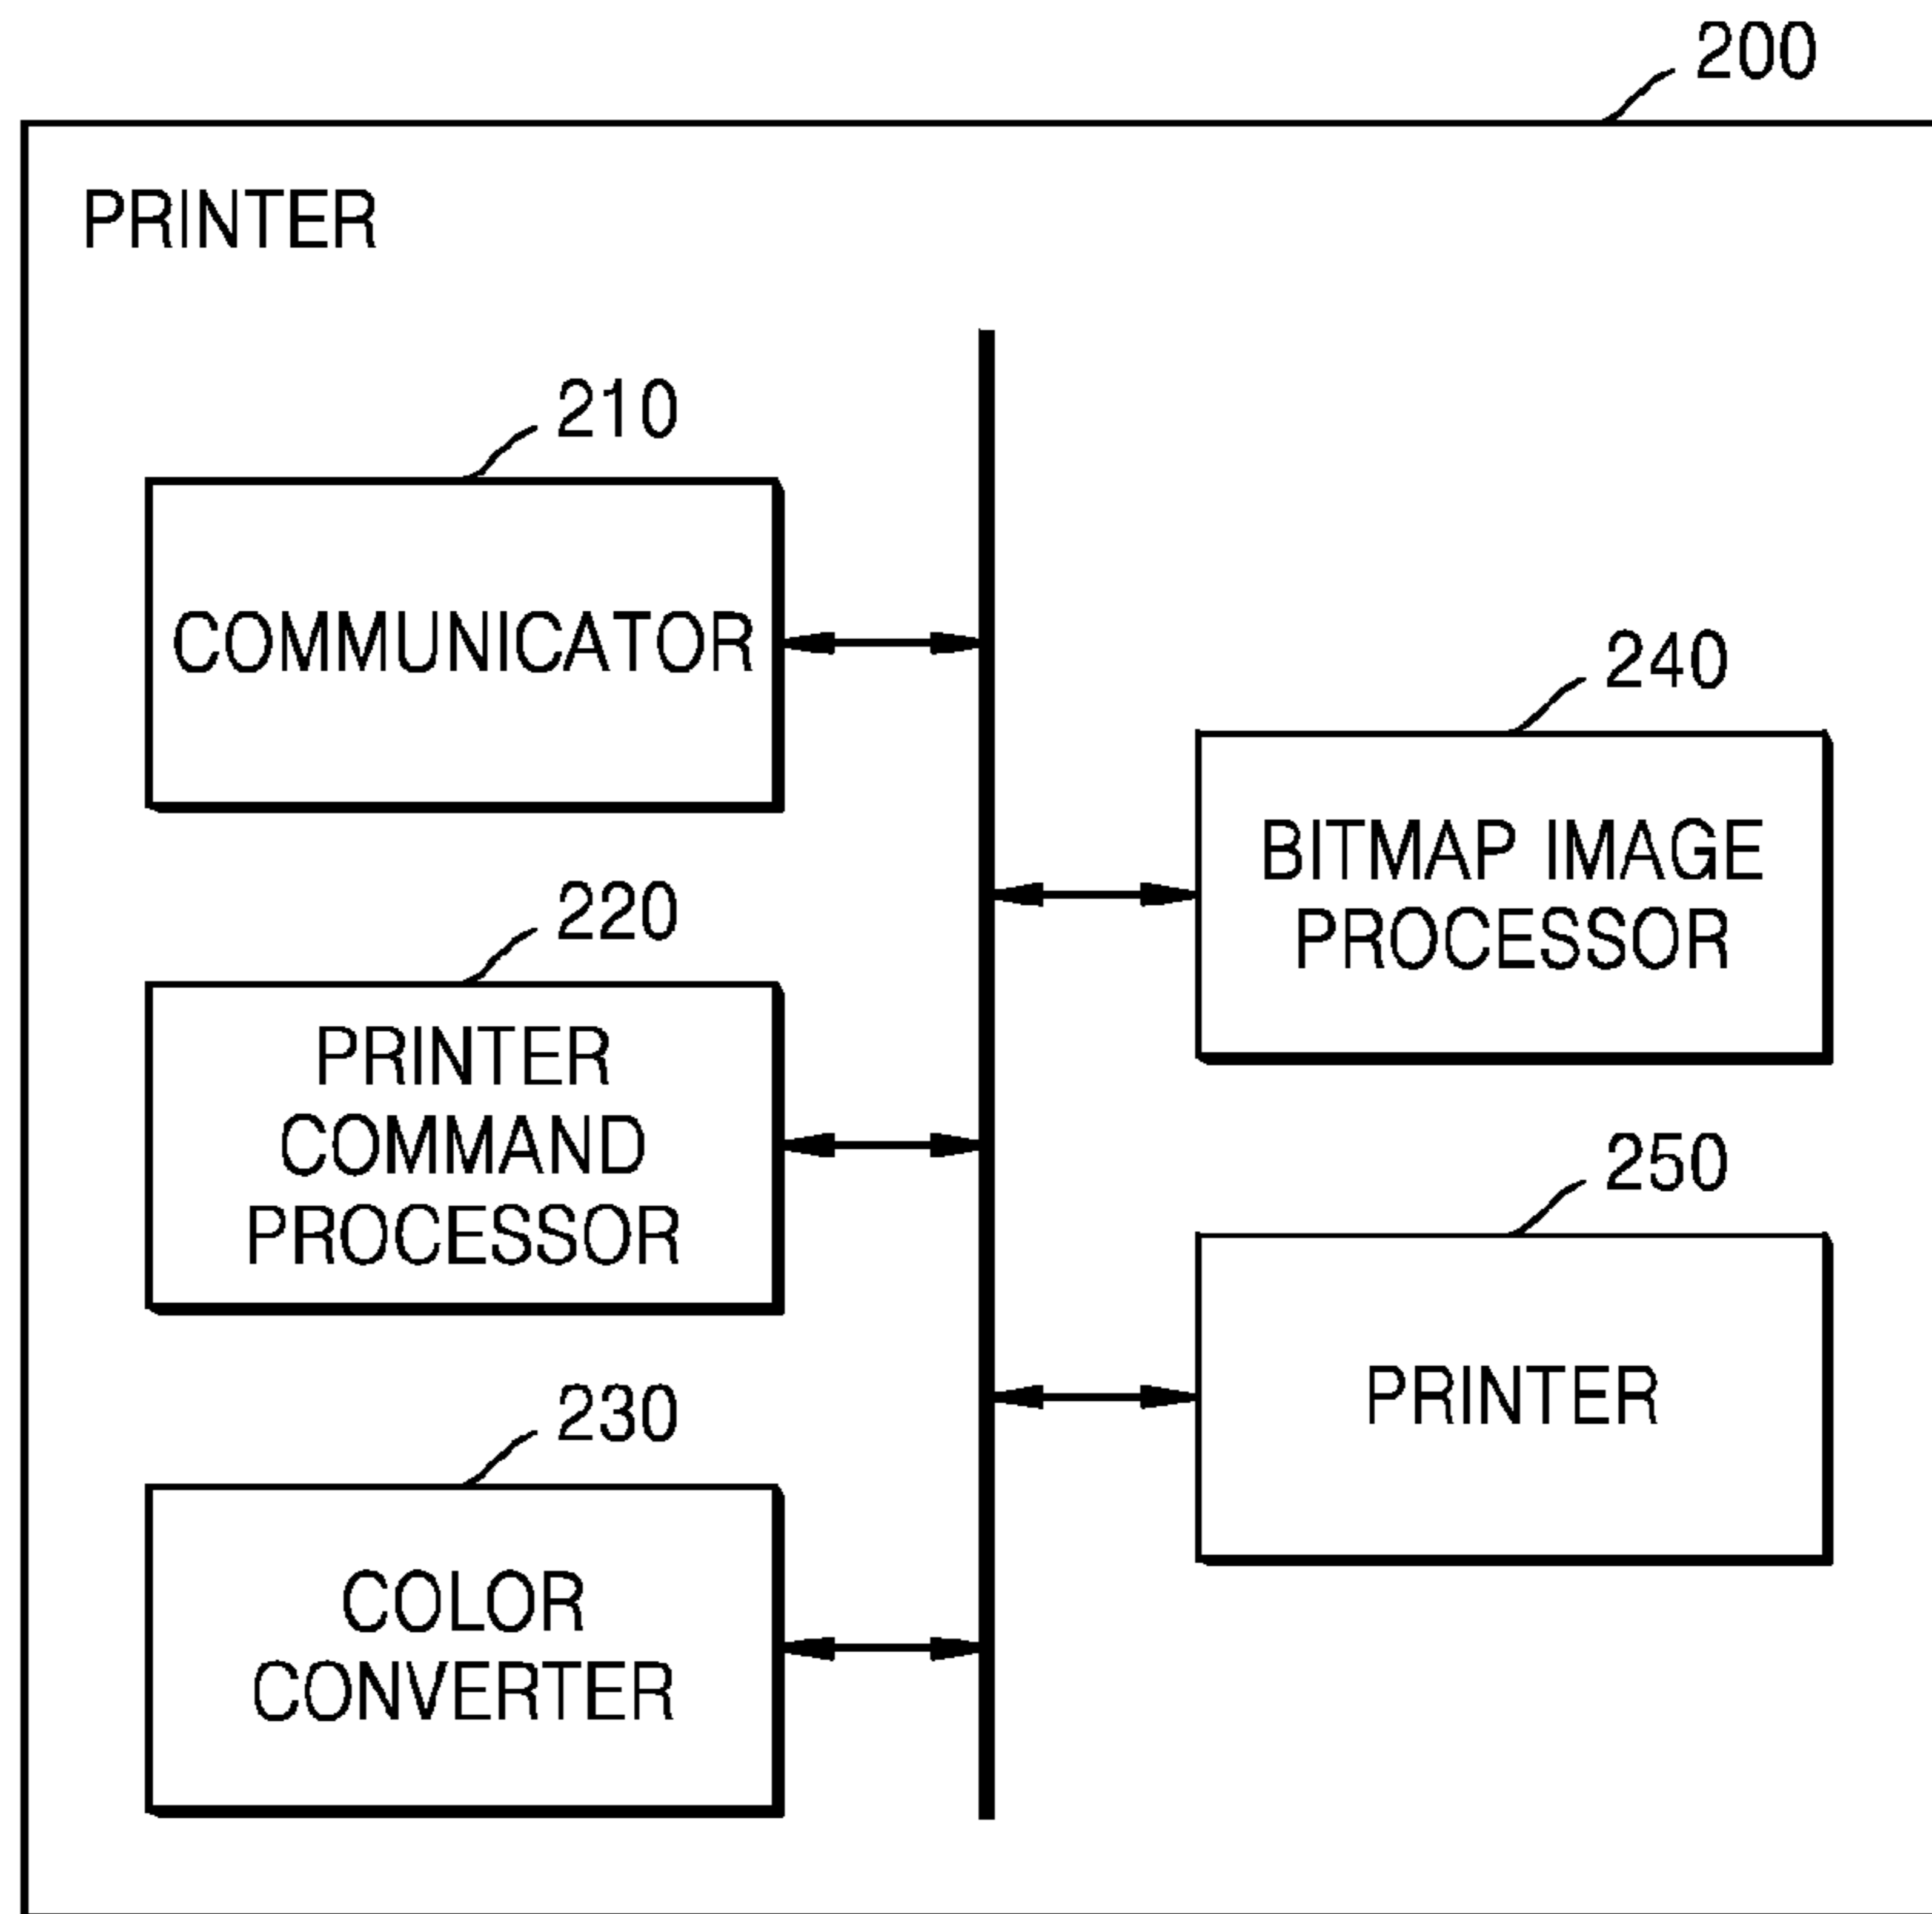 200
PRINTER
210
COMMUNICATOR
220
PRINTER
COMMAND
PROCESSOR
230
COLOR
CONVERTER
240
BITMAP IMAGE
PROCESSOR
250
PRINTER